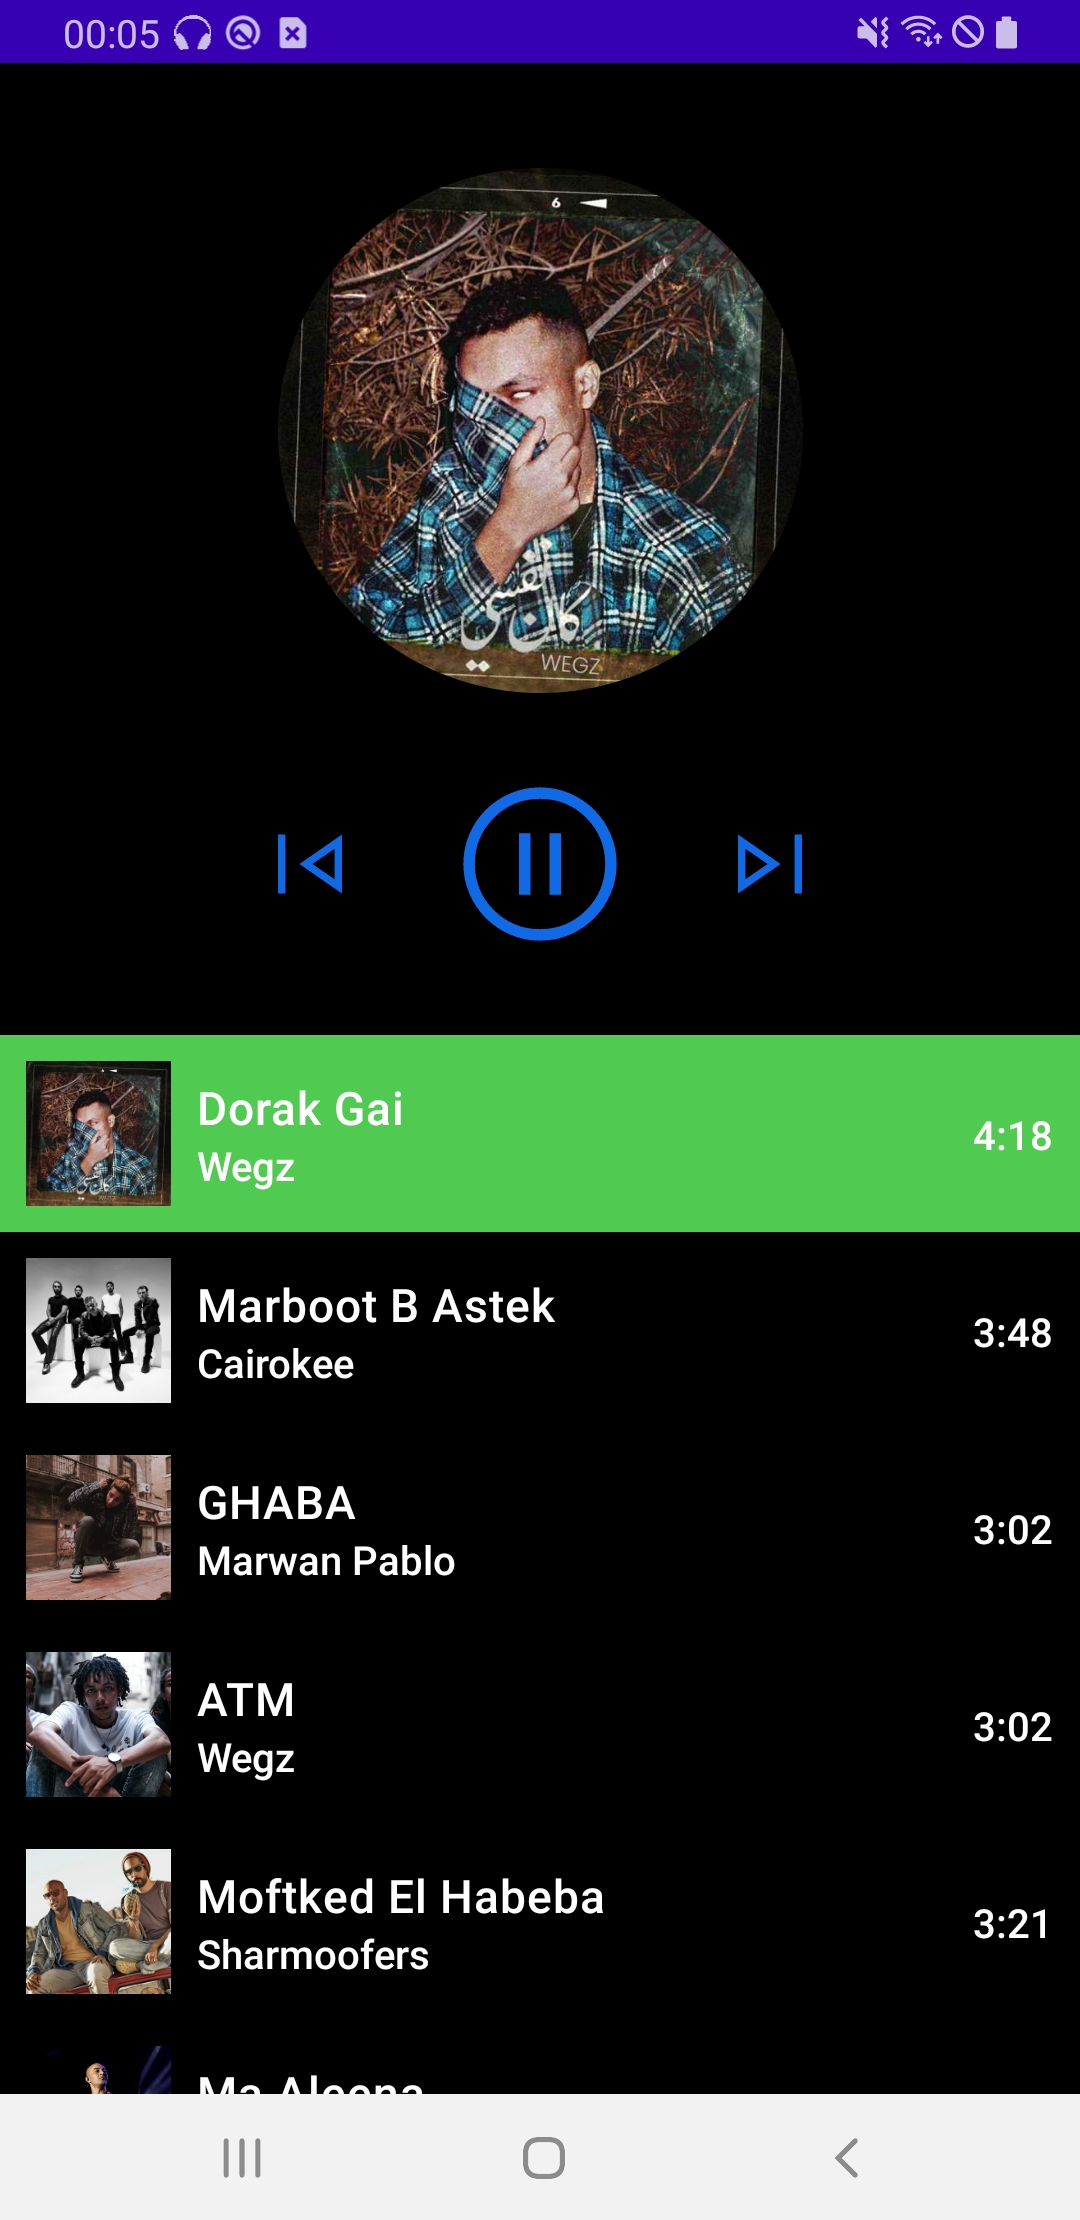 00:05
6
كان نفسي
WEGZ
Dorak Gai
Wegz
4:18
Marboot B Astek
Cairokee
3:48
GHABA
Marwan Pablo
3:02
ATM
Wegz
3:02
Moftked El Habeba
Sharmoofers
3:21